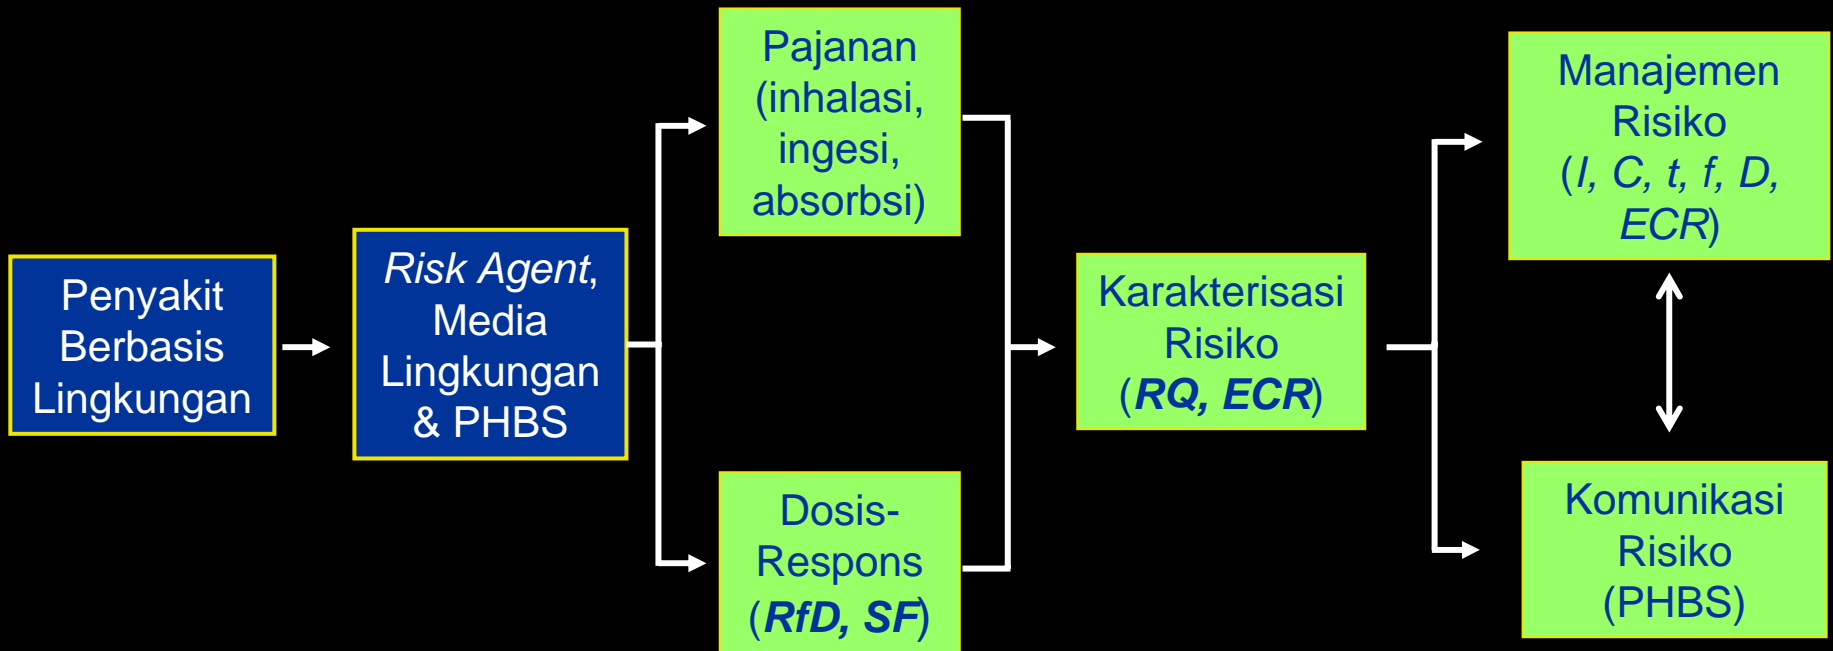 Penyakit
Berbasis
Lingkungan
Risk Agent,
Media
Lingkungan
& PHBS
Pajanan
(inhalasi,
ingesi,
absorbsi)
Dosis-
Respons
(RfD, SF)
Karakterisasi
Risiko
(RQ, ECR)
Manajemen
Risiko
(I, C, t, f, D,
ECR)
Komunikasi
Risiko
(PHBS)